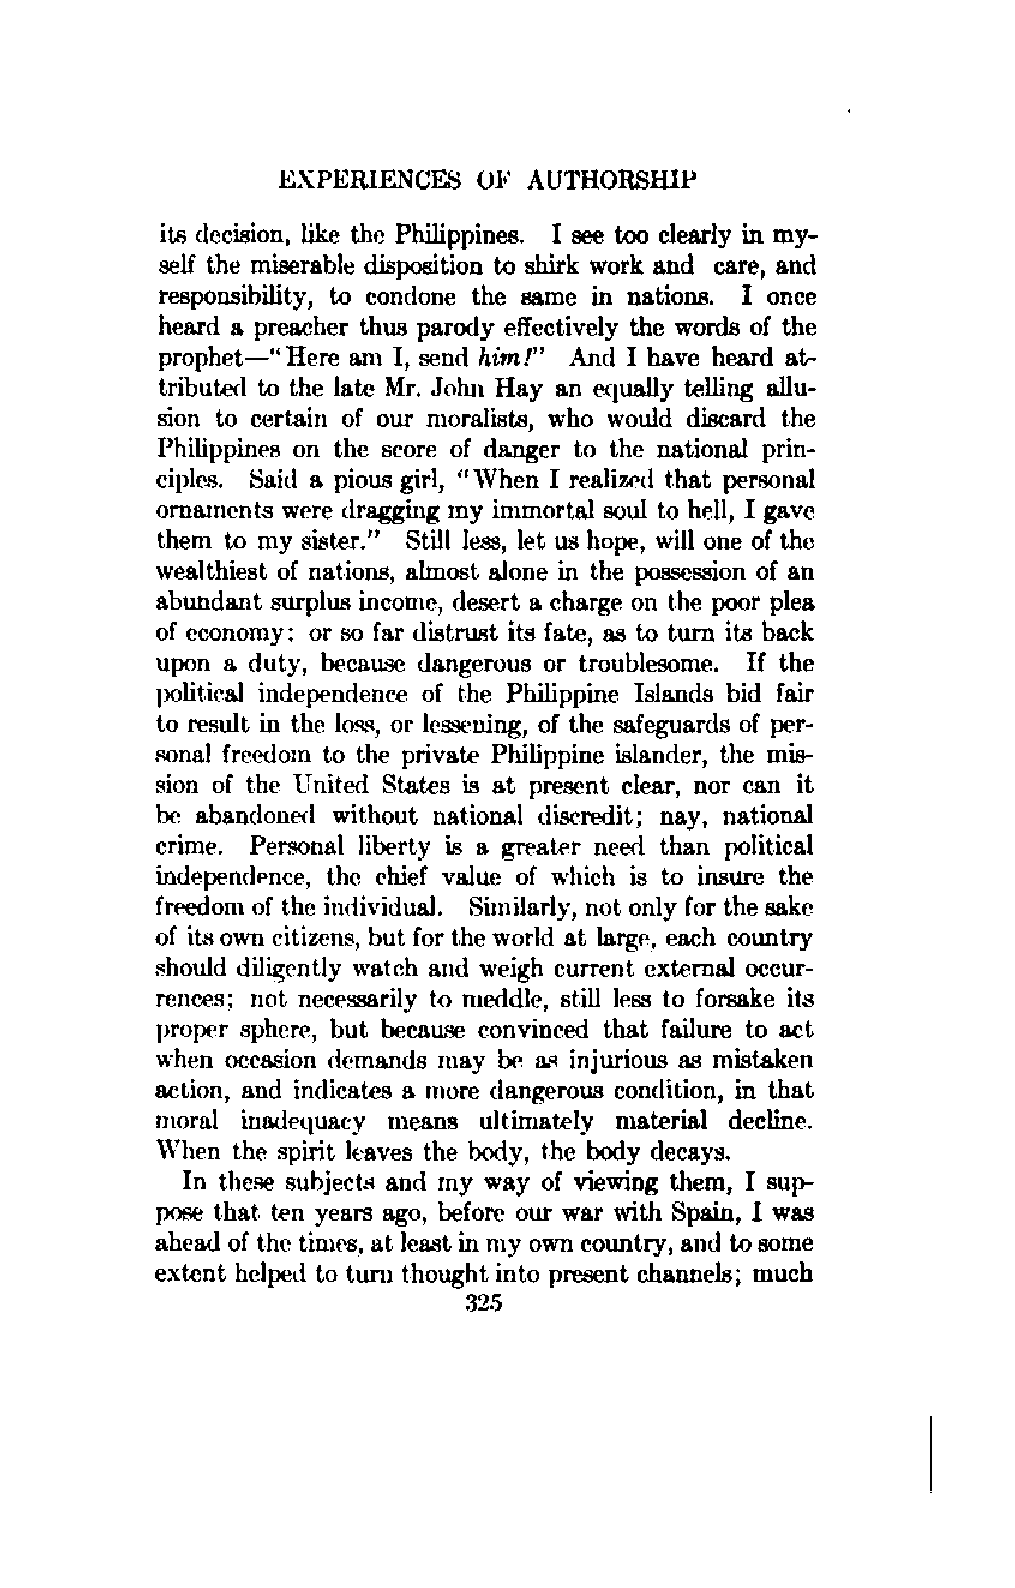 EXPERIENCES OF AUTHORSHIP
its decision, like the Philippines. I see too clearly in my-
self the miserable disposition to shirk work and care, and
responsibility, to condone the same in nations. I once
heard a preacher thus parody effectively the words of the
prophet—"Here am I, send him!" And I have heard at-
tributed to the late Mr. John Hay an equally telling allu-
sion to certain of our moralists, who would discard the
Philippines on the score of danger to the national prin-
ciples. Said a pious girl, "When I realized that personal
ornaments were dragging my immortal soul to hell, I gave
them to my sister." Still less, let us hope, will one of the
wealthiest of nations, almost alone in the possession of an
abundant surplus income, desert a charge on the poor plea
of economy; or so far distrust its fate, as to turn its back
upon a duty, because dangerous or troublesome. If the
political independence of the Philippine Islands bid fair
to result in the loss, or lessening, of the safeguards of per-
sonal freedom to the private Philippine islander, the mis-
sion of the United States is at present clear, nor can it
be abandoned without national discredit; nay, national
crime. Personal liberty is a greater need than political
independence, the chief value of which is to insure the
freedom of the individual. Similarly, not only for the sake
of its own citizens, but for the world at large, each country
should diligently watch and weigh current external occur-
rences; not necessarily to meddle, still less to forsake its
proper sphere, but because convinced that failure to act
when occasion demands may be as injurious as mistaken
action, and indicates a more dangerous condition, in that
moral inadequacy means ultimately material decline.
When the spirit leaves the body, the body decays.
In these subjects and my way of viewing them, I sup-
pose that ten years ago, before our war with Spain, I was
ahead of the times, at least in my own country, and to some
extent helped to turn thought into present channels; much
325